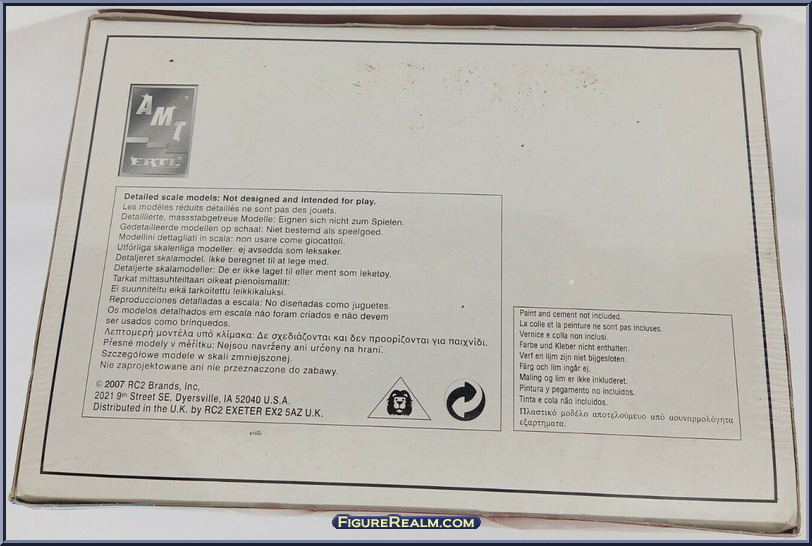 AMT
ERTL
Detailed scale models: Not designed and intended for play.
Les modèles réduits détaillés ne sont pas des jouets.
Detaillierte, massstabgetreue Modelle: Eignen sich nicht zum Spielen.
Gedetailleerde modellen op schaal: Niet bestemd als speelgoed.
Modellini dettagliati in scala: non usare come giocattoli.
Utförliga skalenliga modeller: ej avsedda som leksaker.
Detaljeret skalamodel. Ikke beregnet til at lege med.
Detaljerte skalamodeller: De er ikke laget til eller ment som leketøy.
Tarkat mittasuhteiltaan oikeat pienoismallit:
Ei suunniteltu eikä tarkoitettu leikkikaluksi.
Reproducciones detalladas a escala: No diseñadas como juguetes.
Os modelos detalhados em escala não foram criados e não devem
ser usados como brinquedos.
Λεπτομερή μοντέλα υπό κλίμακα: Δε σχεδιάζονται και δεν προορίζονται για παιχνίδι.
Přesné modely v měřítku: Nejsou navrženy ani určeny na hraní.
Szczegółowe modele w skali zmniejszonej.
Nie zaprojektowane ani nie przeznaczone do zabawy.
© 2007 RC2 Brands, Inc,
2021 9th Street SE, Dyersville, IA 52040 U.S.A.
Distributed in the U.K. by RC2 EXETER EX2 5AZ U.K.
Paint and cement not included.
La colle et la peinture ne sont pas incluses.
Vernice e colla non inclusi.
Farbe und Kleber nicht enthalten.
Verf en lijm zijn niet bijgesloten.
Färg och lim ingår ej.
Maling og lim er ikke inkluderet.
Pintura y pegamento no incluidos.
Tinta e cola não incluidos.
Πλαστικό μοδέλο αποτελούμενο από αουναρμολόγητα
εξαρτηματα.
FIGUREREALM.COM